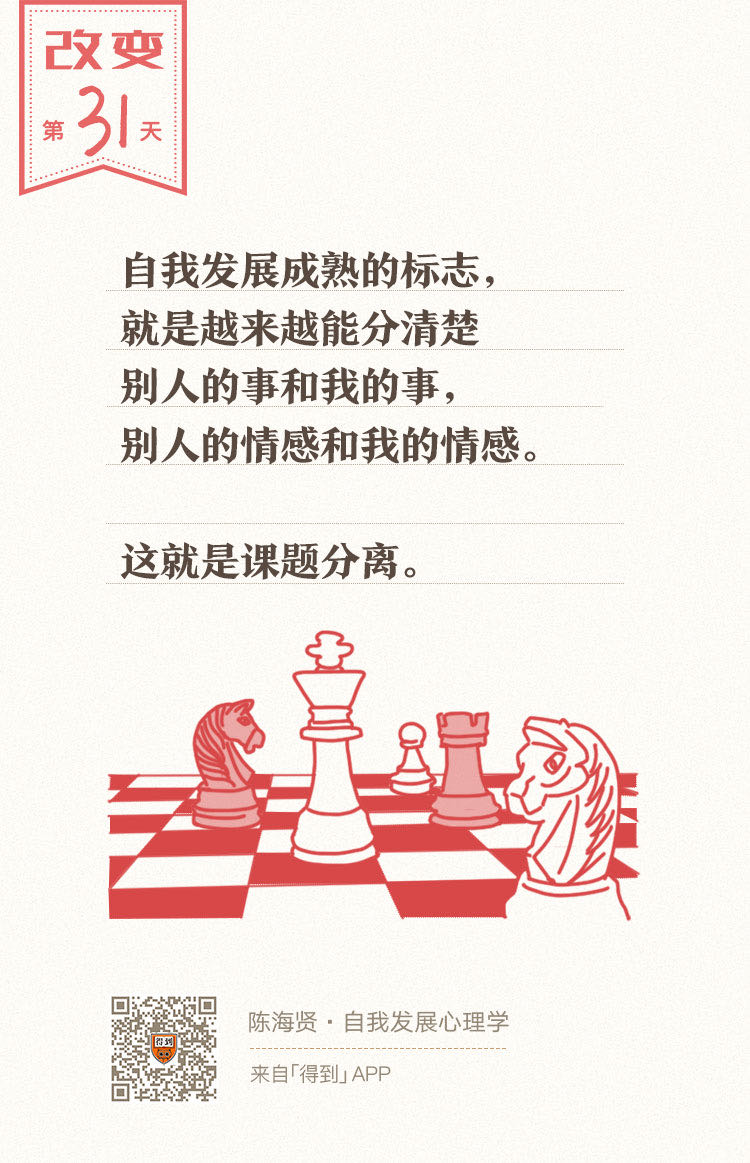 改变
第31天
自我发展成熟的标志，
就是越来越能分清楚
别人的事和我的事，
别人的情感和我的情感。
这就是课题分离。
得到
陈海贤·自我发展心理学
来自「得到」APP